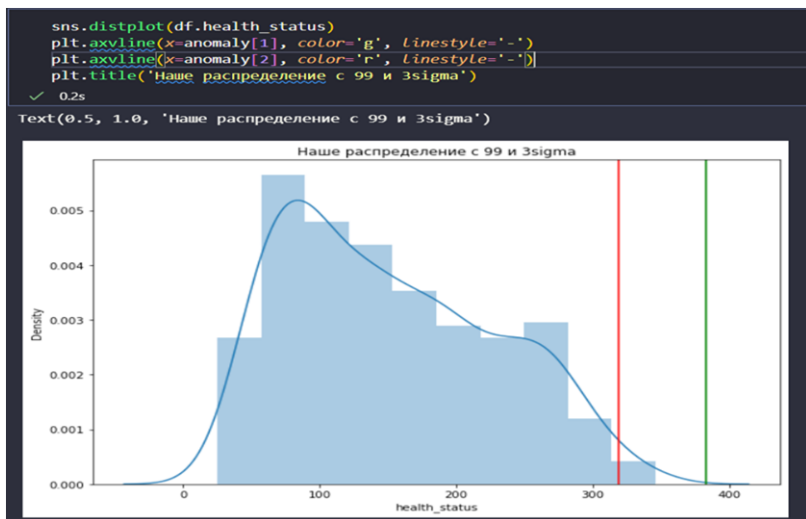 sns.distplot(df.health_status)
plt.axvline(x=anomaly[1], color='g', linestyle='-')
plt.axvline(x=anomaly[2], color='r', linestyle='-')
plt.title('Наше распределение с 99 и 3sigma')
0.2s
Text(0.5, 1.0, 'Наше распределение с 99 и 3sigma')
Наше распределение с 99 и 3sigma
0.005
0.004
0.003
0.002
0.001
0.000
Density
0 100 200 300 400
health_status